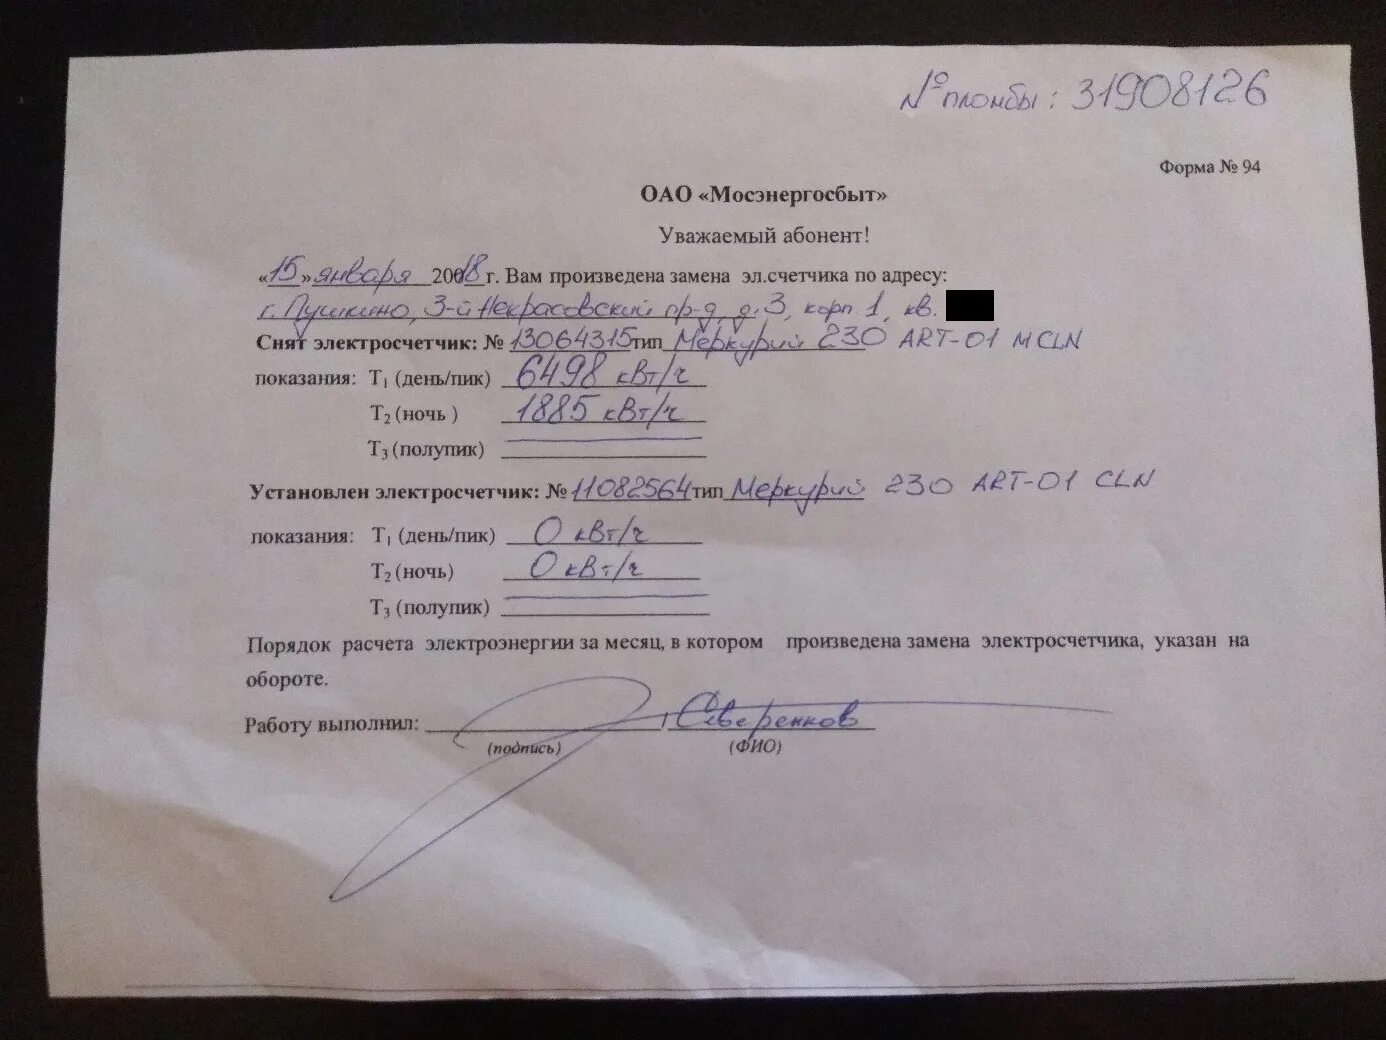 № пломбы: 31908126
Форма № 94
ОАО «Мосэнергосбыт»
Уважаемый абонент!
«15» января 2018 г. Вам произведена замена эл.счетчика по адресу:
г. Пушкино, 3-й Некрасовский пр-д, д.3, корп 1, кв.
Снят электросчетчик: № 13064315 тип Меркурий 230 ART-01 MCLN
показания: Т1 (день/пик) 6498 кВт/ч
Т2 (ночь ) 1885 кВт/ч
Т3 (полупик)
Установлен электросчетчик: № 11082564 тип Меркурий 230 ART-01 CLN
показания: Т1 (день/пик) 0 кВт/ч
Т2 (ночь) 0 кВт/ч
Т3 (полупик)
Порядок расчета электроэнергии за месяц, в котором произведена замена электросчетчика, указан на
обороте.
Работу выполнил: / Северенков
(подпись) (ФИО)